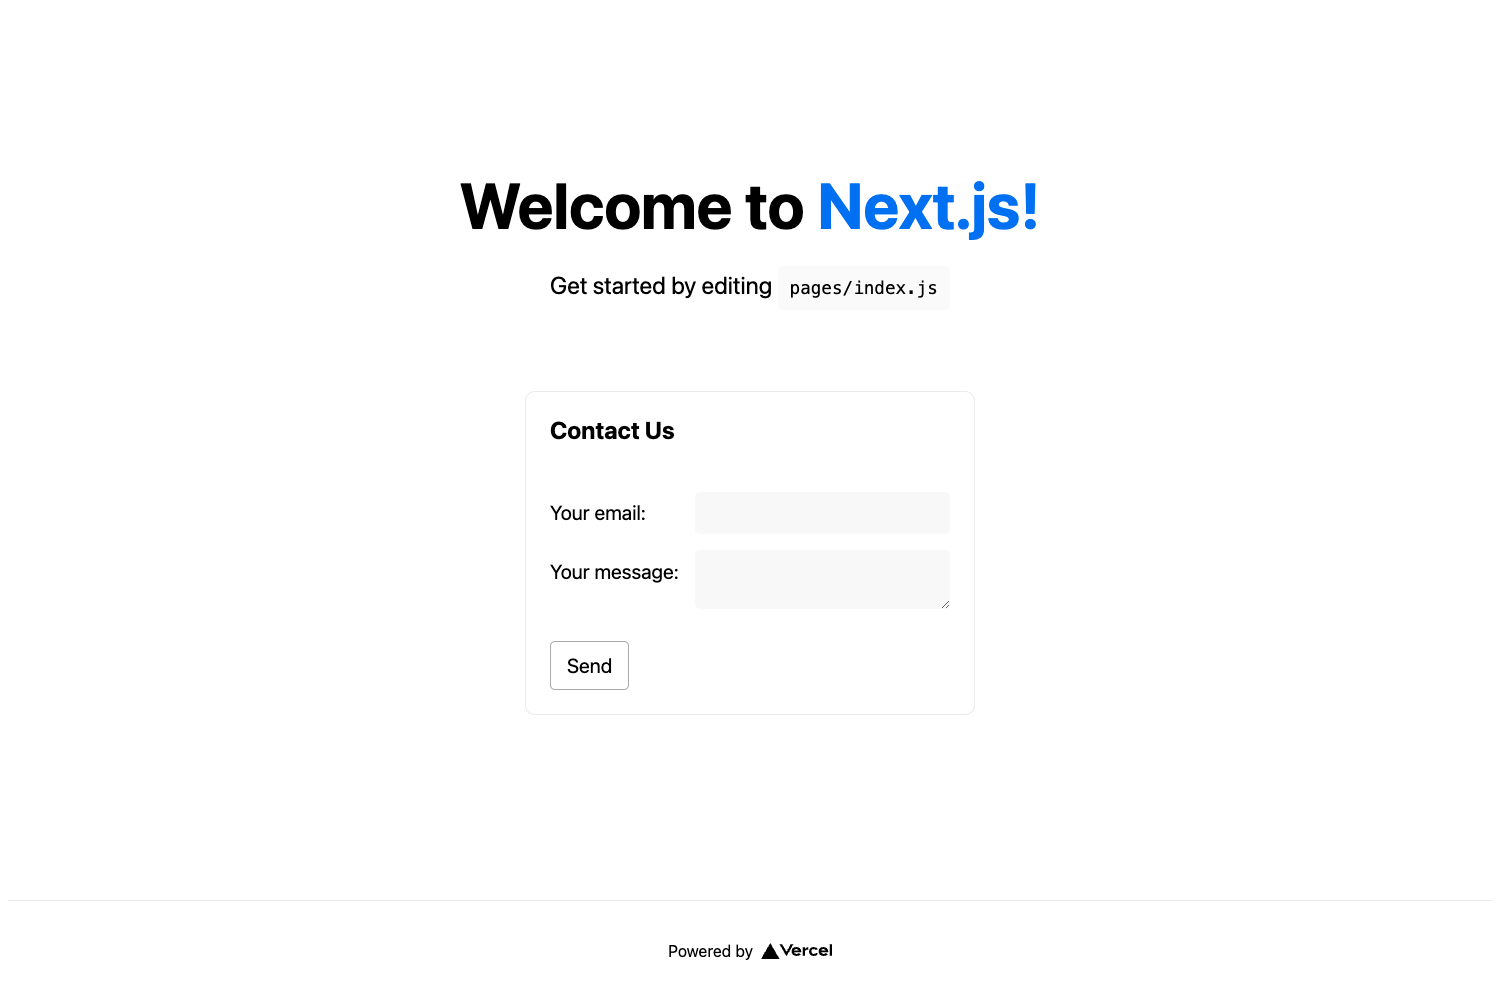 Welcome to Next.js!
Get started by editing pages/index.js
Contact Us
Your email:
Your message:
Send
Powered by Vercel